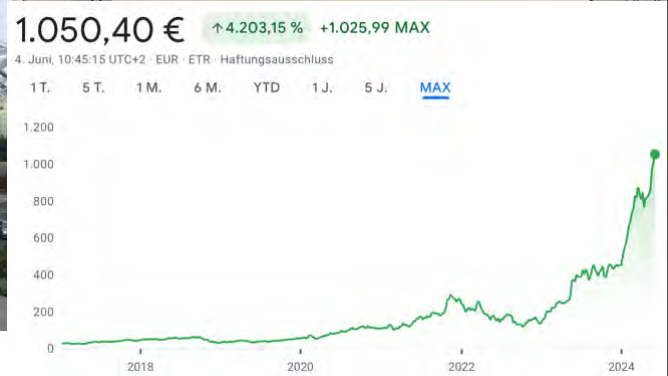 1.050,40 € ↑4.203,15 % +1.025,99 MAX
4. Juni, 10:45:15 UTC+2 · EUR · ETR · Haftungsausschluss
1 T. 5 T. 1 M. 6 M. YTD 1 J. 5 J. MAX
1.200
1.000
800
600
400
200
0
2018 2020 2022 2024